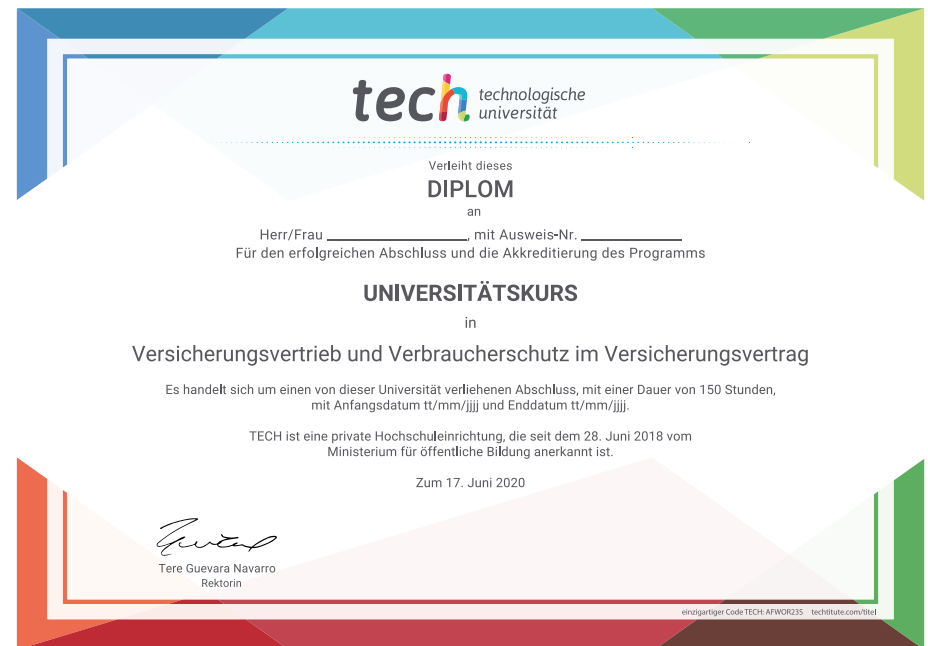 tech technologische
universität
Verleiht dieses
DIPLOM
an
Herr/Frau ____________________, mit Ausweis-Nr. ______________
Für den erfolgreichen Abschluss und die Akkreditierung des Programms
UNIVERSITÄTSKURS
in
Versicherungsvertrieb und Verbraucherschutz im Versicherungsvertrag
Es handelt sich um einen von dieser Universität verliehenen Abschluss, mit einer Dauer von 150 Stunden,
mit Anfangsdatum tt/mm/jjjj und Enddatum tt/mm/jjjj.
TECH ist eine private Hochschuleinrichtung, die seit dem 28. Juni 2018 vom
Ministerium für öffentliche Bildung anerkannt ist.
Zum 17. Juni 2020
Tere Guevara Navarro
Rektorin
einzigartiger Code TECH: AFWOR23S techtitute.com/titel